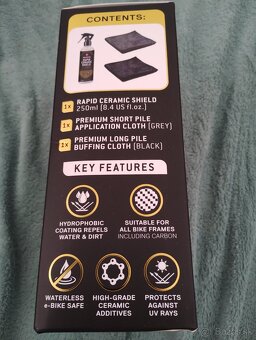 CONTENTS:
1x RAPID CERAMIC SHIELD
250ml [8.4 US fl.oz.]
1x PREMIUM SHORT PILE
APPLICATION CLOTH [GREY]
1x PREMIUM LONG PILE
BUFFING CLOTH [BLACK]
KEY FEATURES
HYDROPHOBIC
COATING REPELS
WATER & DIRT
SUITABLE FOR
ALL BIKE FRAMES
INCLUDING CARBON
WATERLESS
e-BIKE SAFE
HIGH-GRADE
CERAMIC
ADDITIVES
PROTECTS
AGAINST
UV RAYS